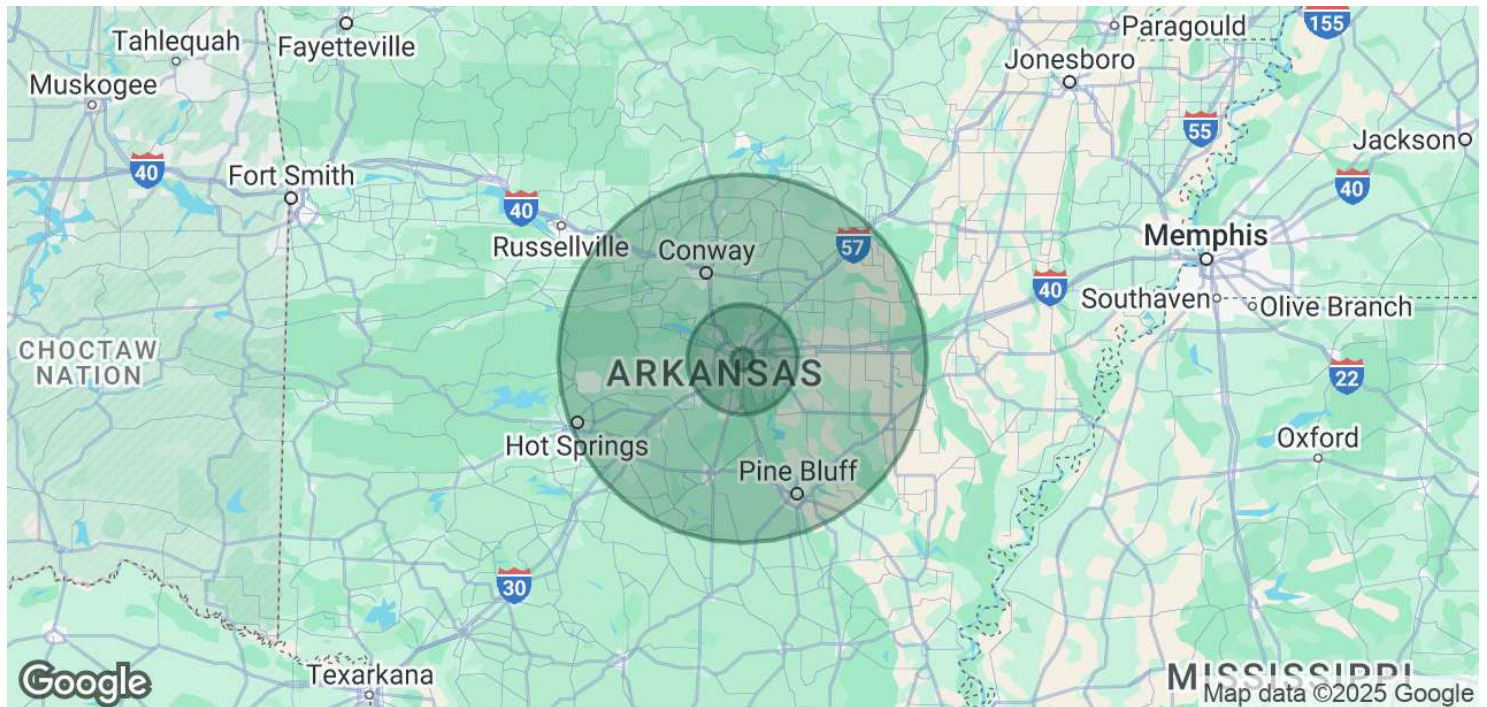 Paragould
155
Tahlequah
Fayetteville
Jonesboro
Muskogee
55
Jackson
40
Fort Smith
40
40
Russellville
Conway
57
Memphis
40
Southaven
Olive Branch
CHOCTAW
NATION
ARKANSAS
22
Hot Springs
Oxford
Pine Bluff
30
Texarkana
MISSISSIPPI
Google
Map data ©2025 Google